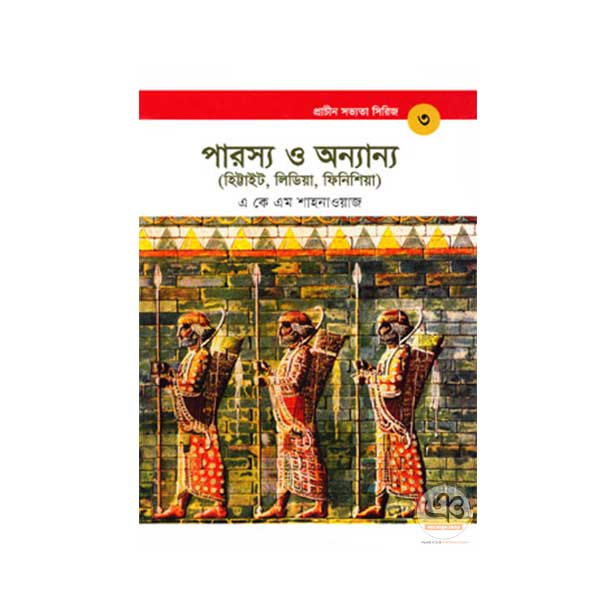 প্রাচীন সভ্যতা সিরিজ ৩
পারস্য ও অন্যান্য
(হিট্টাইট, লিডিয়া, ফিনিশিয়া)
এ কে এম শাহনাওয়াজ